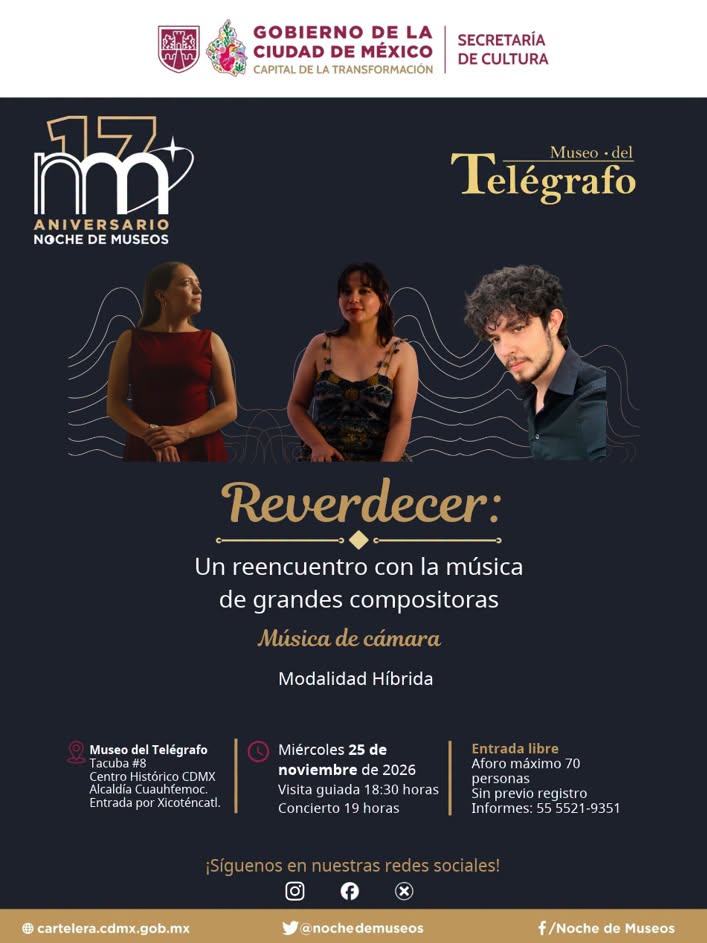 GOBIERNO DE LA
CIUDAD DE MÉXICO
CAPITAL DE LA TRANSFORMACIÓN
SECRETARÍA
DE CULTURA
17
nm
ANIVERSARIO
NOCHE DE MUSEOS
Museo · del
Telégrafo
Reverdecer:
Un reencuentro con la música
de grandes compositoras
Música de cámara
Modalidad Híbrida
Museo del Telégrafo
Tacuba #8
Centro Histórico CDMX
Alcaldía Cuauhfemoc.
Entrada por Xicoténcatl.
Miércoles 25 de
noviembre de 2026
Visita guiada 18:30 horas
Concierto 19 horas
Entrada libre
Aforo máximo 70
personas
Sin previo registro
Informes: 55 5521-9351
¡Síguenos en nuestras redes sociales!
cartelera.cdmx.gob.mx
@nochedemuseos
/Noche de Museos